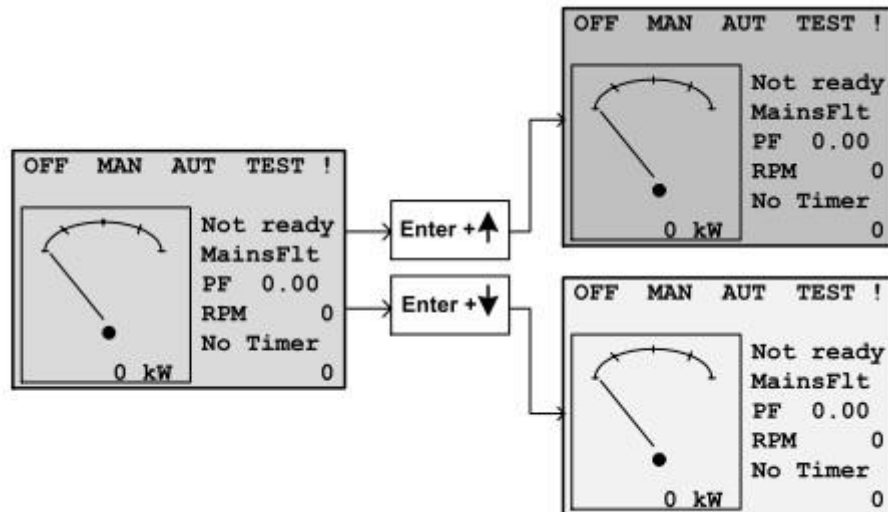 OFF MAN AUT TEST !
Not ready
MainsFlt
PF 0.00
RPM 0
No Timer
0 kW 0
Enter +
Enter +
OFF MAN AUT TEST !
Not ready
MainsFlt
PF 0.00
RPM 0
No Timer
0 kW 0
OFF MAN AUT TEST !
Not ready
MainsFlt
PF 0.00
RPM 0
No Timer
0 kW 0